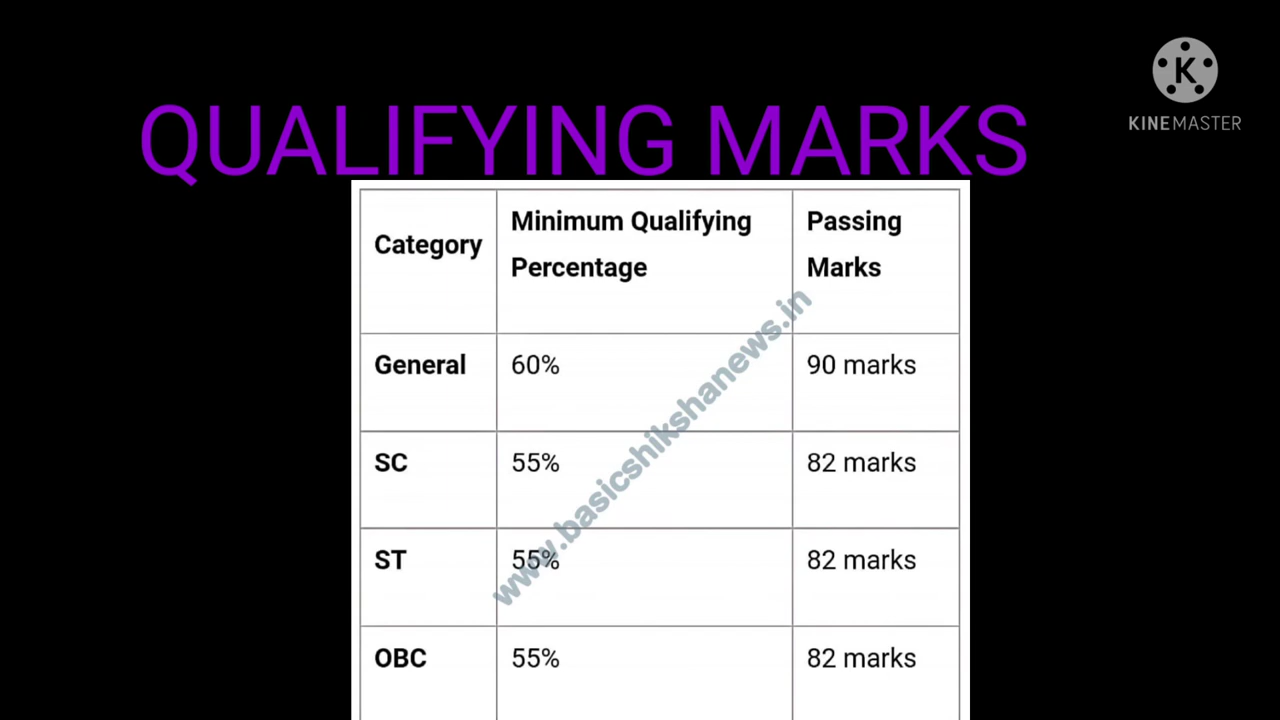 K
KINEMASTER
QUALIFYING MARKS
Category Minimum Qualifying Percentage Passing Marks
General 60% 90 marks
SC 55% 82 marks
ST 55% 82 marks
OBC 55% 82 marks
www.basicshikshanews.in